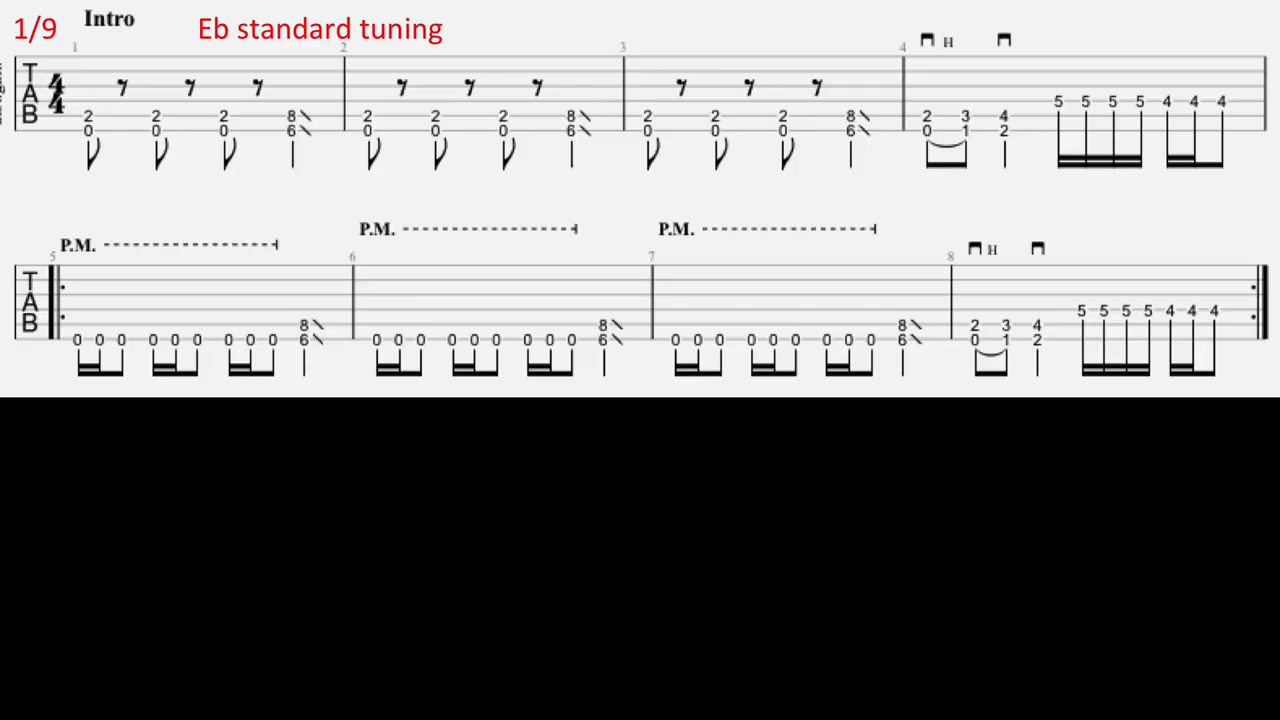 1/9 Intro Eb standard tuning
1 2 3 4 H
T
A
B
4
4
5 5 5 5 4 4 4
2 2 2 8 2 2 2 8 2 2 2 8 2 3 4
0 0 0 6 0 0 0 6 0 0 0 6 0 1 2
P.M. P.M. P.M.
5 6 7 8 H
T
A
B
5 5 5 5 4 4 4
8 8 8 2 3 4
0 0 0 0 0 0 0 0 0 6 0 0 0 0 0 0 0 0 0 6 0 0 0 0 0 0 0 0 0 6 0 1 2